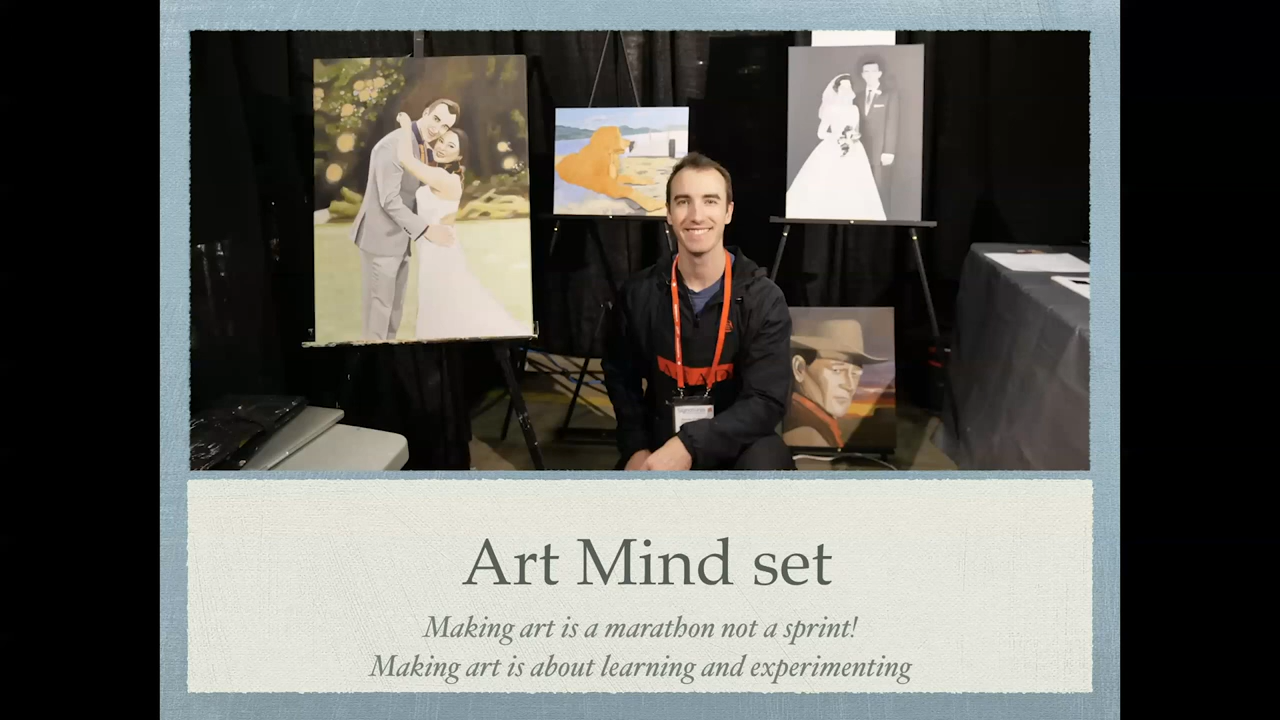 Art Mind set
Making art is a marathon not a sprint!
Making art is about learning and experimenting